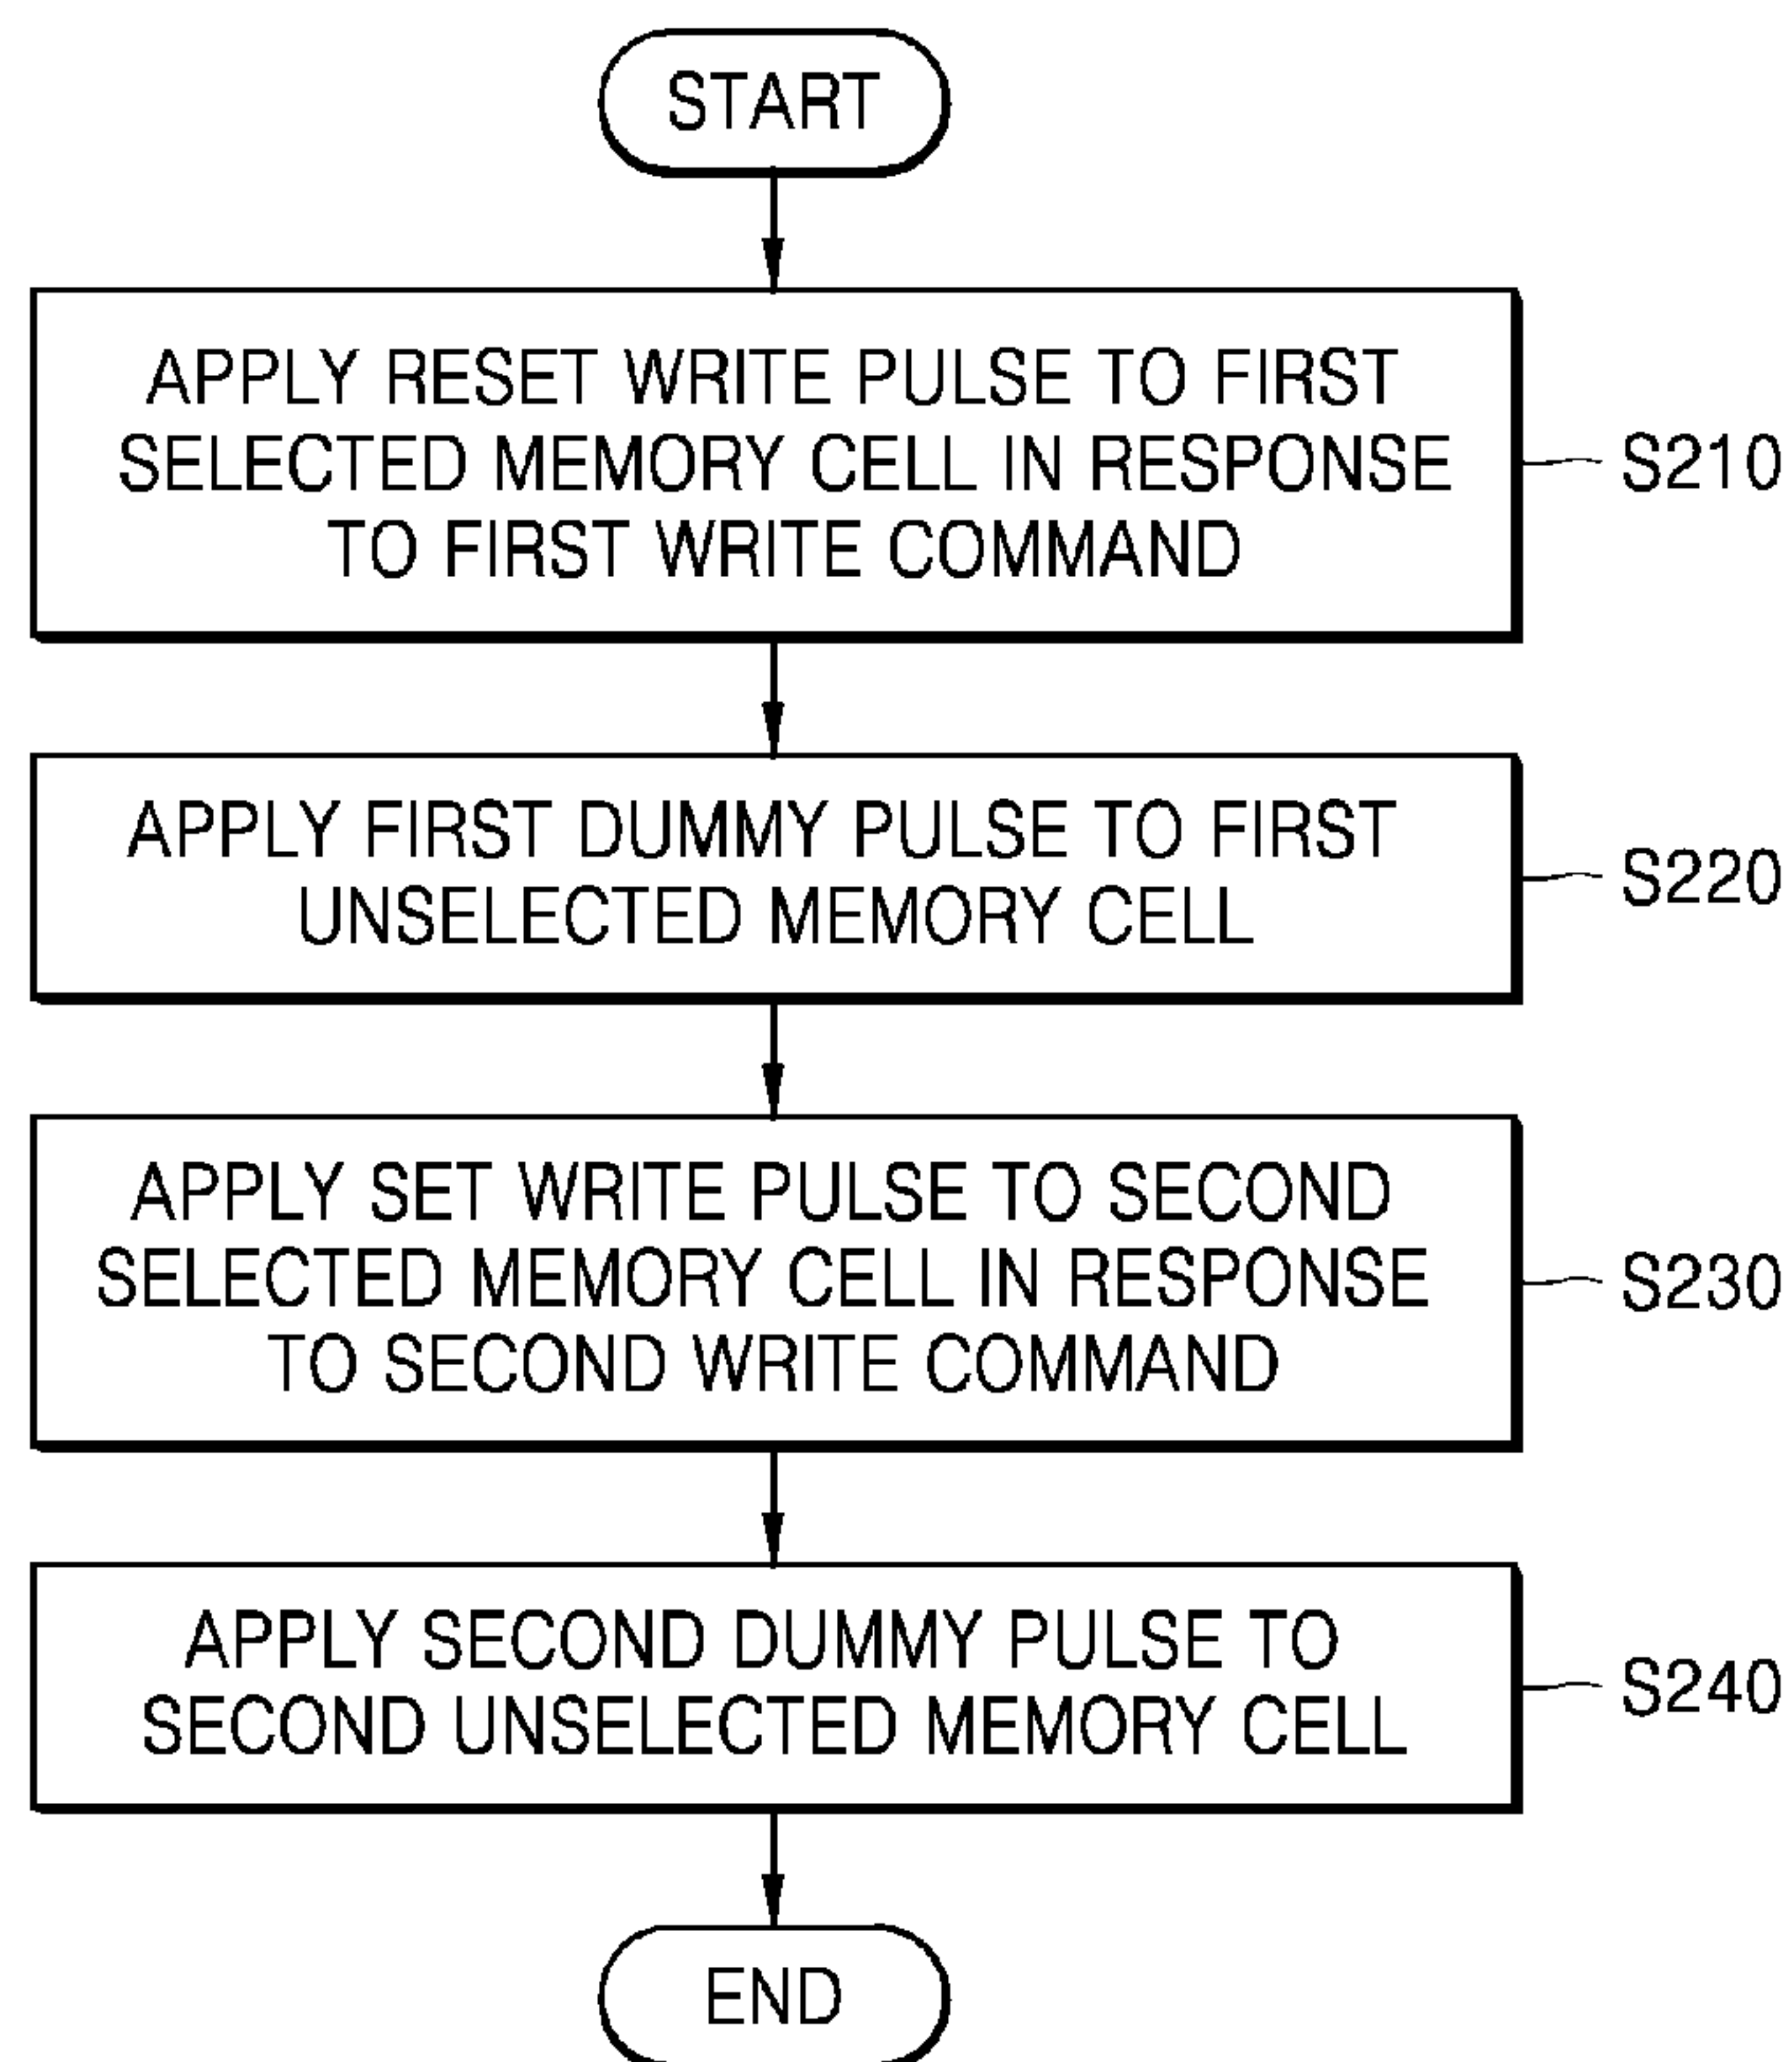 START
APPLY RESET WRITE PULSE TO FIRST
SELECTED MEMORY CELL IN RESPONSE
TO FIRST WRITE COMMAND
S210
APPLY FIRST DUMMY PULSE TO FIRST
UNSELECTED MEMORY CELL
S220
APPLY SET WRITE PULSE TO SECOND
SELECTED MEMORY CELL IN RESPONSE
TO SECOND WRITE COMMAND
S230
APPLY SECOND DUMMY PULSE TO
SECOND UNSELECTED MEMORY CELL
S240
END